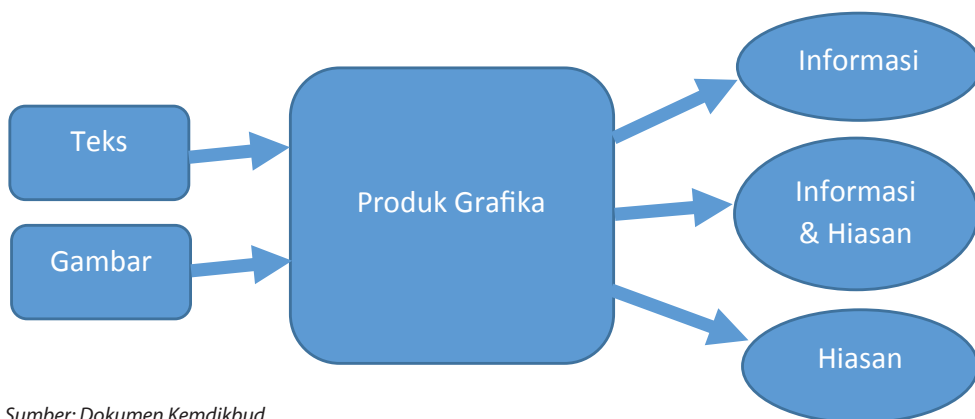 Teks
Gambar
Produk Grafika
Informasi
Informasi
& Hiasan
Hiasan
Sumber: Dokumen Kemdikbud